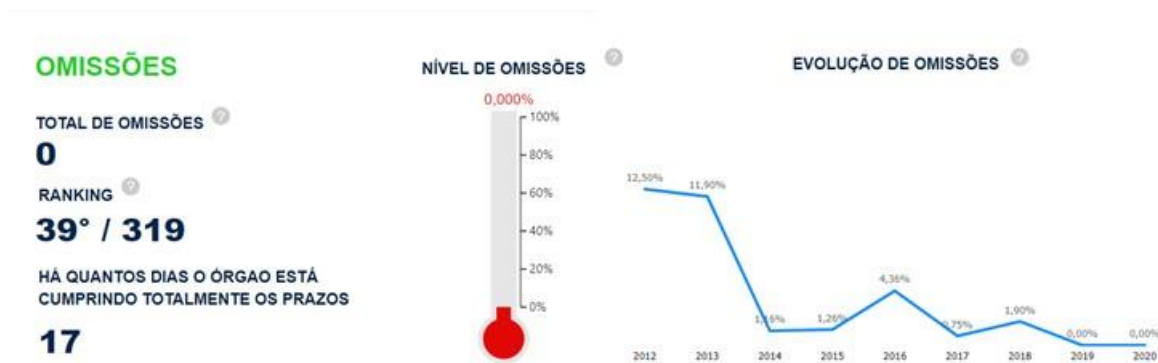 OMISSÕES
TOTAL DE OMISSÕES ?
0
RANKING ?
39° / 319
HÁ QUANTOS DIAS O ÓRGAO ESTÁ
CUMPRINDO TOTALMENTE OS PRAZOS
17
NÍVEL DE OMISSÕES ?
0,000%
100%
80%
60%
40%
20%
0%
EVOLUÇÃO DE OMISSÕES ?
12,50%
11,90%
1,16%
1,26%
4,36%
0,75%
1,90%
0,00%
0,00%
2012 2013 2014 2015 2016 2017 2018 2019 2020